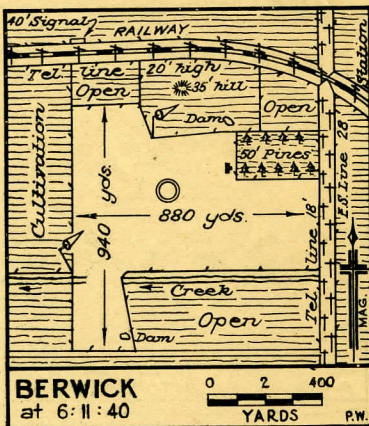 40' Signal
RAILWAY
Station
Tel line 20' high
Open
35' hill
Dam
Open
50' Pines
Cultivation
940 yds.
880 yds.
E.S. Line 28'
Tel line 18'
MAG.
Creek
Open
Dam
BERWICK
at 6:11:40
0 2 400
YARDS
P.W.